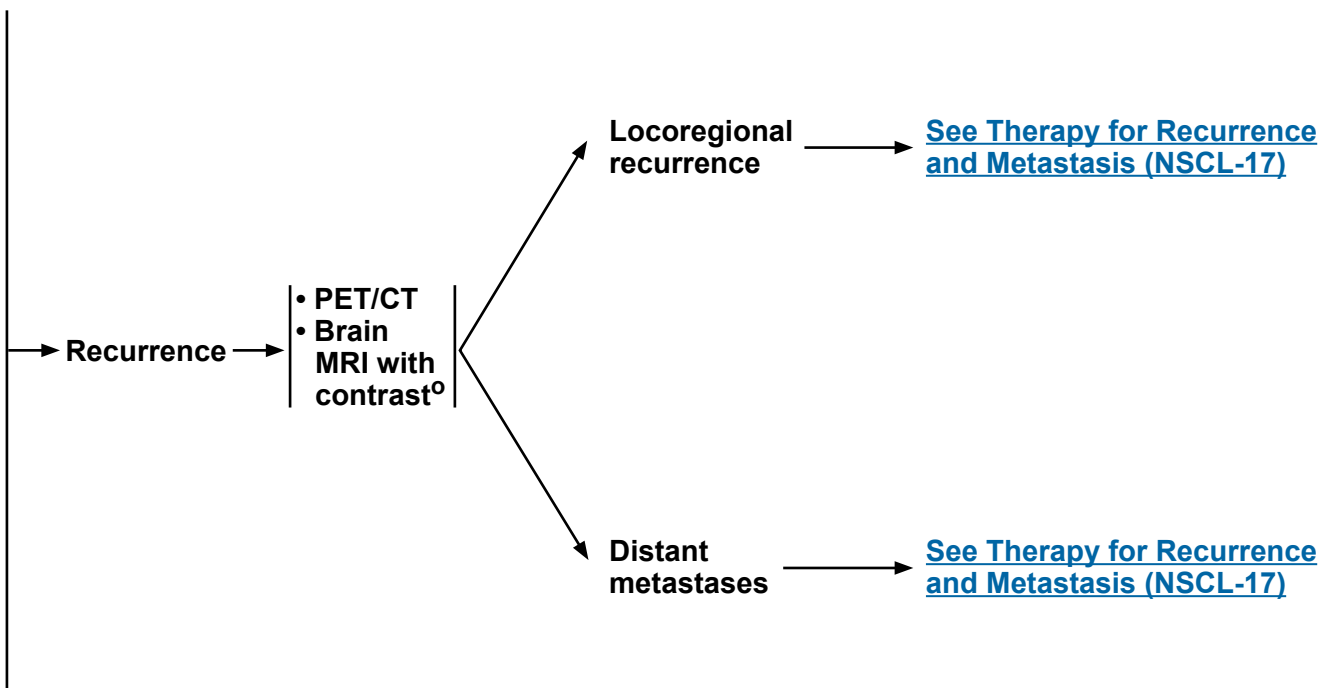 Locoregional
recurrence
See Therapy for Recurrence
and Metastasis (NSCL-17)
Recurrence
• PET/CT
• Brain
MRI with
contrasto
Distant
metastases
See Therapy for Recurrence
and Metastasis (NSCL-17)